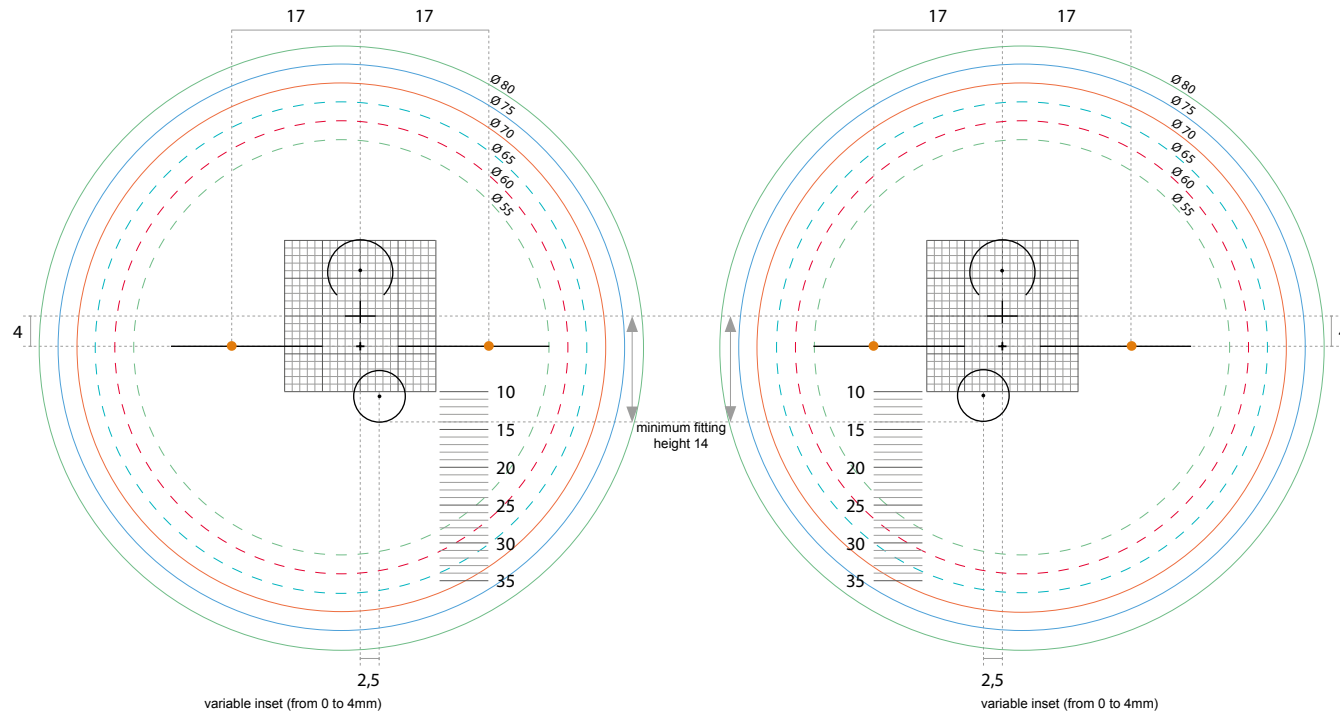 17 17 17 17
Ø 80 Ø 80
Ø 75 Ø 75
Ø 70 Ø 70
Ø 65 Ø 65
Ø 60 Ø 60
Ø 55 Ø 55
4
10 10
minimum fitting
height 14
15 15
20 20
25 25
30 30
35 35
2,5 2,5
variable inset (from 0 to 4mm) variable inset (from 0 to 4mm)